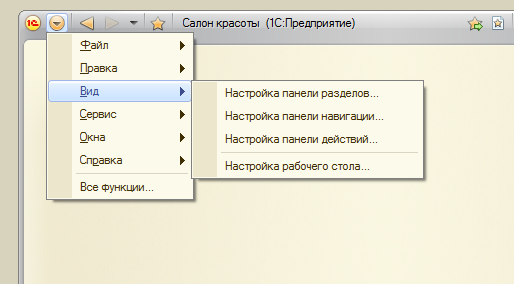 1С Салон красоты (1С:Предприятие)
Файл
Правка
Вид
Сервис
Окна
Справка
Все функции...
Настройка панели разделов...
Настройка панели навигации...
Настройка панели действий...
Настройка рабочего стола...